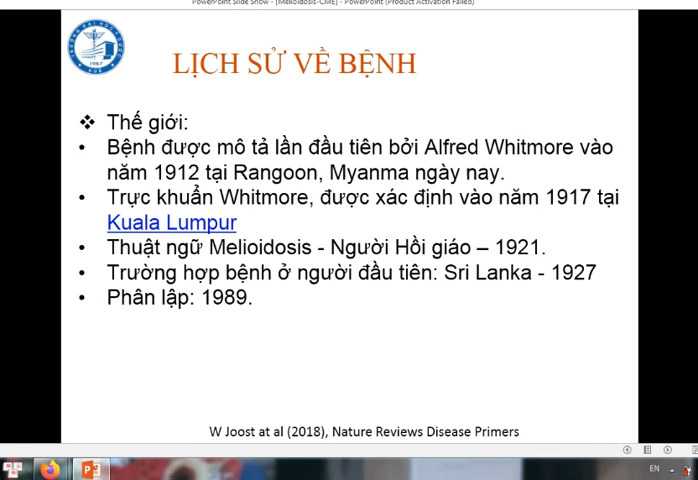 PowerPoint Slide Show - [Melioidosis-CME] - PowerPoint (Product Activation Failed)
LỊCH SỬ VỀ BỆNH
❖ Thế giới:
• Bệnh được mô tả lần đầu tiên bởi Alfred Whitmore vào
năm 1912 tại Rangoon, Myanma ngày nay.
• Trực khuẩn Whitmore, được xác định vào năm 1917 tại
Kuala Lumpur
• Thuật ngữ Melioidosis - Người Hồi giáo – 1921.
• Trường hợp bệnh ở người đầu tiên: Sri Lanka - 1927
• Phân lập: 1989.
W Joost at al (2018), Nature Reviews Disease Primers
EN
1957
HUẾ